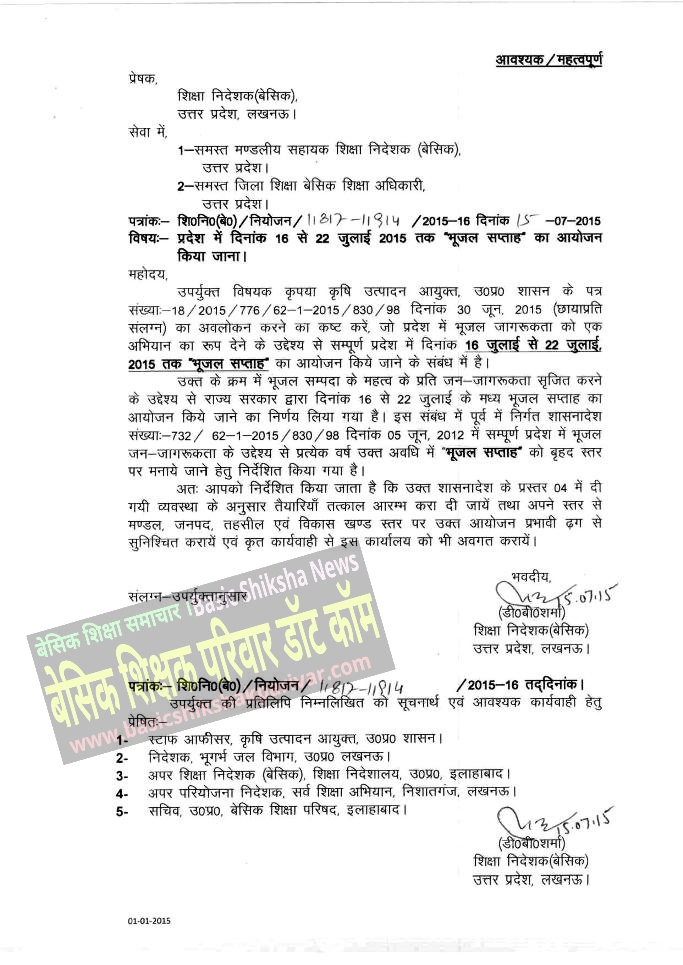 आवश्यक / महत्वपूर्ण
प्रेषक,
शिक्षा निदेशक(बेसिक),
उत्तर प्रदेश, लखनऊ।
सेवा में,
1–समस्त मण्डलीय सहायक शिक्षा निदेशक (बेसिक),
उत्तर प्रदेश।
2–समस्त जिला शिक्षा बेसिक शिक्षा अधिकारी,
उत्तर प्रदेश।
पत्रांकः– शि0नि0(बे0)/नियोजन/ 11817-11914 /2015–16 दिनांक 15 –07–2015
विषयः– प्रदेश में दिनांक 16 से 22 जुलाई 2015 तक "भूजल सप्ताह" का आयोजन
किया जाना।
महोदय,
उपर्युक्त विषयक कृपया कृषि उत्पादन आयुक्त, उ0प्र0 शासन के पत्र
संख्याः–18/2015/776/62–1–2015/830/98 दिनांक 30 जून, 2015 (छायाप्रति
संलग्न) का अवलोकन करने का कष्ट करें, जो प्रदेश में भूजल जागरूकता को एक
अभियान का रूप देने के उद्देश्य से सम्पूर्ण प्रदेश में दिनांक 16 जुलाई से 22 जुलाई,
2015 तक "भूजल सप्ताह" का आयोजन किये जाने के संबंध में है।
उक्त के क्रम में भूजल सम्पदा के महत्व के प्रति जन–जागरूकता सृजित करने
के उद्देश्य से राज्य सरकार द्वारा दिनांक 16 से 22 जुलाई के मध्य भूजल सप्ताह का
आयोजन किये जाने का निर्णय लिया गया है। इस संबंध में पूर्व में निर्गत शासनादेश
संख्याः–732/ 62–1–2015/830/98 दिनांक 05 जून, 2012 में सम्पूर्ण प्रदेश में भूजल
जन–जागरूकता के उद्देश्य से प्रत्येक वर्ष उक्त अवधि में "भूजल सप्ताह" को बृहद स्तर
पर मनाये जाने हेतु निर्देशित किया गया है।
अतः आपको निर्देशित किया जाता है कि उक्त शासनादेश के प्रस्तर 04 में दी
गयी व्यवस्था के अनुसार तैयारियाँ तत्काल आरम्भ करा दी जायें तथा अपने स्तर से
मण्डल, जनपद, तहसील एवं विकास खण्ड स्तर पर उक्त आयोजन प्रभावी ढ़ग से
सुनिश्चित करायें एवं कृत कार्यवाही से इस कार्यालय को भी अवगत करायें।
भवदीय,
संलग्न–उपर्युक्तानुसार
15.07.15
(डी0बी0शर्मा)
शिक्षा निदेशक(बेसिक)
उत्तर प्रदेश, लखनऊ।
बेसिक शिक्षा समाचार । Basic Shiksha News
बेसिक शिक्षक परिवार डॉट कॉम
www.basicshikshakparivar.com
पत्रांकः– शि0नि0(बे0)/नियोजन/ 11817-11914 /2015–16 तद्दिनांक।
उपर्युक्त की प्रतिलिपि निम्नलिखित को सूचनार्थ एवं आवश्यक कार्यवाही हेतु
प्रेषितः–
1- स्टाफ आफीसर, कृषि उत्पादन आयुक्त, उ0प्र0 शासन।
2- निदेशक, भूगर्भ जल विभाग, उ0प्र0 लखनऊ।
3- अपर शिक्षा निदेशक (बेसिक), शिक्षा निदेशालय, उ0प्र0, इलाहाबाद।
4- अपर परियोजना निदेशक, सर्व शिक्षा अभियान, निशातगंज, लखनऊ।
5- सचिव, उ0प्र0, बेसिक शिक्षा परिषद, इलाहाबाद।
15.07.15
(डी0बी0शर्मा)
शिक्षा निदेशक(बेसिक)
उत्तर प्रदेश, लखनऊ।
01-01-2015